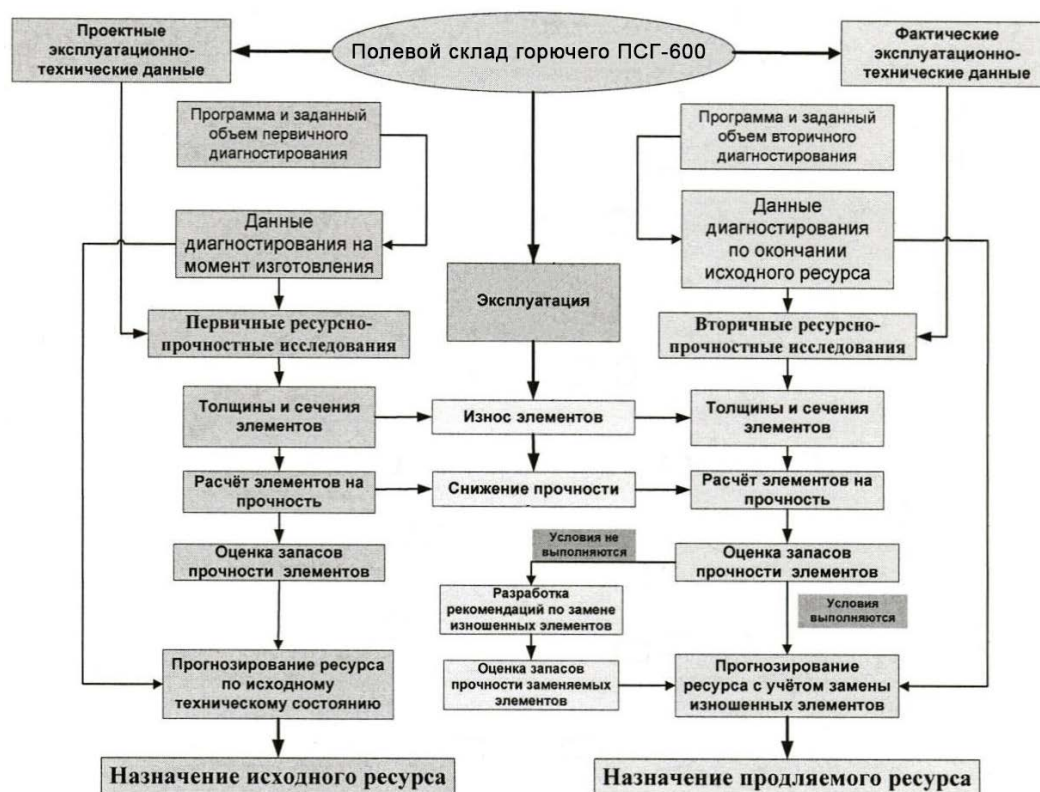 Полевой склад горючего ПСГ-600
Проектные
эксплуатационно-
технические данные
Фактические
эксплуатационно-
технические данные
Программа и заданный
объем первичного
диагностирования
Программа и заданный
объем вторичного
диагностирования
Данные
диагностирования на
момент изготовления
Данные
диагностирования
по окончании
исходного ресурса
Эксплуатация
Первичные ресурсно-
прочностные исследования
Вторичные ресурсно-
прочностные исследования
Толщины и сечения
элементов
Износ элементов
Толщины и сечения
элементов
Расчёт элементов на
прочность
Снижение прочности
Расчёт элементов на
прочность
Оценка запасов
прочности элементов
Условия не
выполняются
Оценка запасов
прочности элементов
Разработка
рекомендаций по замене
изношенных элементов
Условия
выполняются
Прогнозирование ресурса
по исходному
техническому состоянию
Оценка запасов
прочности заменяемых
элементов
Прогнозирование
ресурса с учётом замены
изношенных элементов
Назначение исходного ресурса
Назначение продляемого ресурса